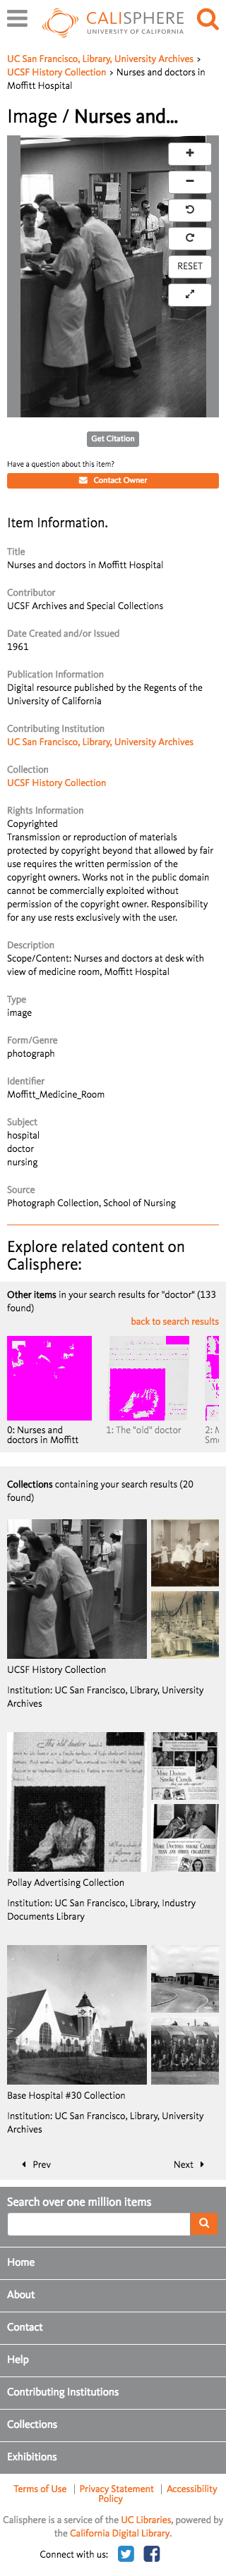 CALISPHERE
UNIVERSITY OF CALIFORNIA
UC San Francisco, Library, University Archives >
UCSF History Collection > Nurses and doctors in
Moffitt Hospital
Image / Nurses and...
RESET
Get Citation
Have a question about this item?
Contact Owner
Item Information.
Title
Nurses and doctors in Moffitt Hospital
Contributor
UCSF Archives and Special Collections
Date Created and/or Issued
1961
Publication Information
Digital resource published by the Regents of the
University of California
Contributing Institution
UC San Francisco, Library, University Archives
Collection
UCSF History Collection
Rights Information
Copyrighted
Transmission or reproduction of materials
protected by copyright beyond that allowed by fair
use requires the written permission of the
copyright owners. Works not in the public domain
cannot be commercially exploited without
permission of the copyright owner. Responsibility
for any use rests exclusively with the user.
Description
Scope/Content: Nurses and doctors at desk with
view of medicine room, Moffitt Hospital
Type
image
Form/Genre
photograph
Identifier
Moffitt_Medicine_Room
Subject
hospital
doctor
nursing
Source
Photograph Collection, School of Nursing
Explore related content on
Calisphere:
Other items in your search results for "doctor" (133
found)
back to search results
0: Nurses and
doctors in Moffitt
1: The "old" doctor
2: M
Smo
Collections containing your search results (20
found)
UCSF History Collection
Institution: UC San Francisco, Library, University
Archives
The old doctor
More Doctors Smoke Camels
Pollay Advertising Collection
Institution: UC San Francisco, Library, Industry
Documents Library
Base Hospital #30 Collection
Institution: UC San Francisco, Library, University
Archives
Prev
Next
Search over one million items
Home
About
Contact
Help
Contributing Institutions
Collections
Exhibitions
Terms of Use | Privacy Statement | Accessibility
Policy
Calisphere is a service of the UC Libraries, powered by
the California Digital Library.
Connect with us: